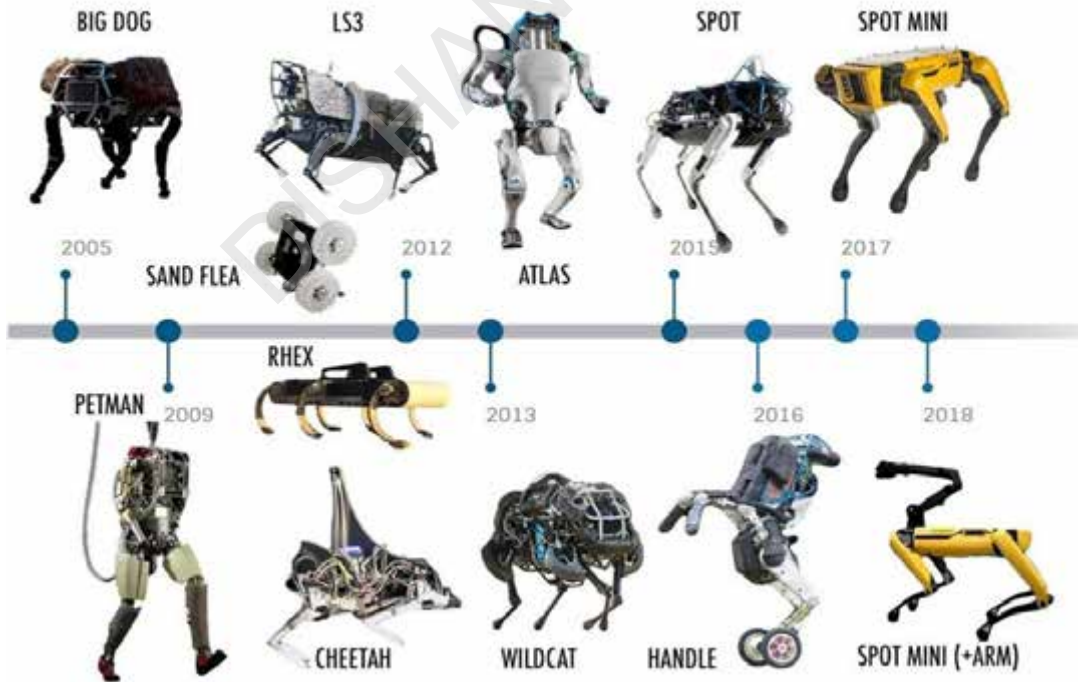 BIG DOG
LS3
SPOT
SPOT MINI
2005
2012
2015
2017
SAND FLEA
ATLAS
RHEX
PETMAN
2009
2013
2016
2018
CHEETAH
WILDCAT
HANDLE
SPOT MINI (+ARM)
DISHAN